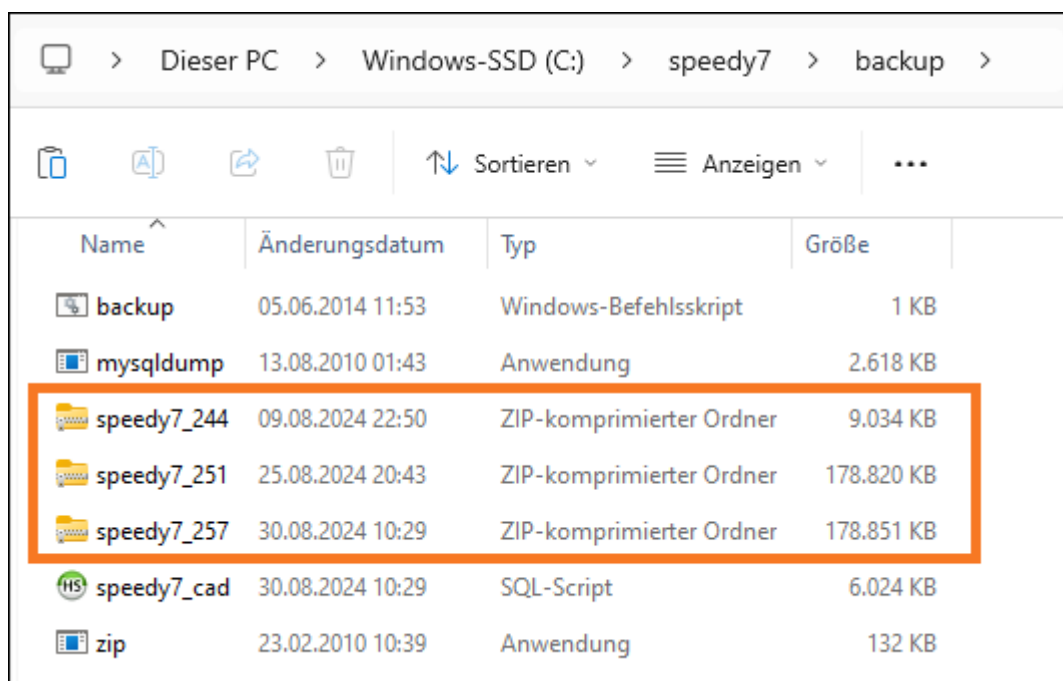 > Dieser PC > Windows-SSD (C:) > speedy7 > backup >
A Sortieren Anzeigen ...
Name Änderungsdatum Typ Größe
backup 05.06.2014 11:53 Windows-Befehlsskript 1 KB
mysqldump 13.08.2010 01:43 Anwendung 2.618 KB
speedy7_244 09.08.2024 22:50 ZIP-komprimierter Ordner 9.034 KB
speedy7_251 25.08.2024 20:43 ZIP-komprimierter Ordner 178.820 KB
speedy7_257 30.08.2024 10:29 ZIP-komprimierter Ordner 178.851 KB
HS speedy7_cad 30.08.2024 10:29 SQL-Script 6.024 KB
zip 23.02.2010 10:39 Anwendung 132 KB